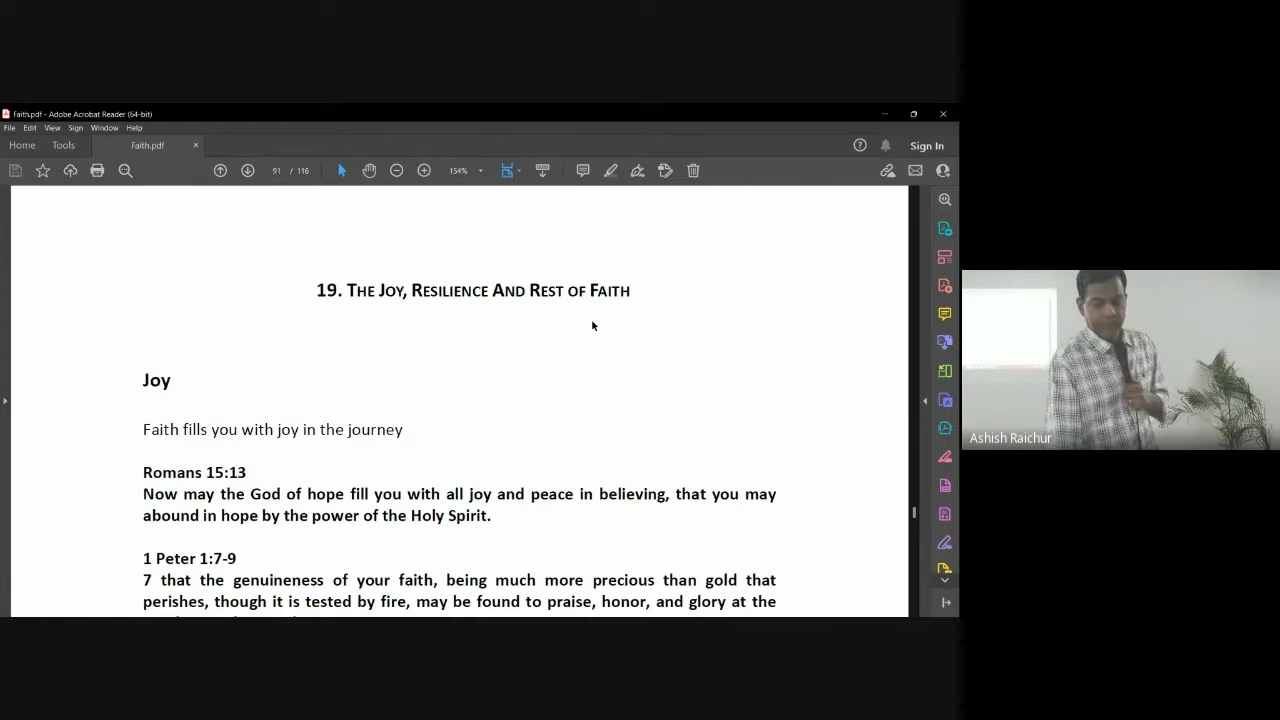 Faith.pdf - Adobe Acrobat Reader (64-bit)
File Edit View Sign Window Help
Home Tools Faith.pdf × Sign In
91 / 116 154%
19. THE JOY, RESILIENCE AND REST OF FAITH
Joy
Faith fills you with joy in the journey
Romans 15:13
Now may the God of hope fill you with all joy and peace in believing, that you may
abound in hope by the power of the Holy Spirit.
1 Peter 1:7-9
7 that the genuineness of your faith, being much more precious than gold that
perishes, though it is tested by fire, may be found to praise, honor, and glory at the
Ashish Raichur